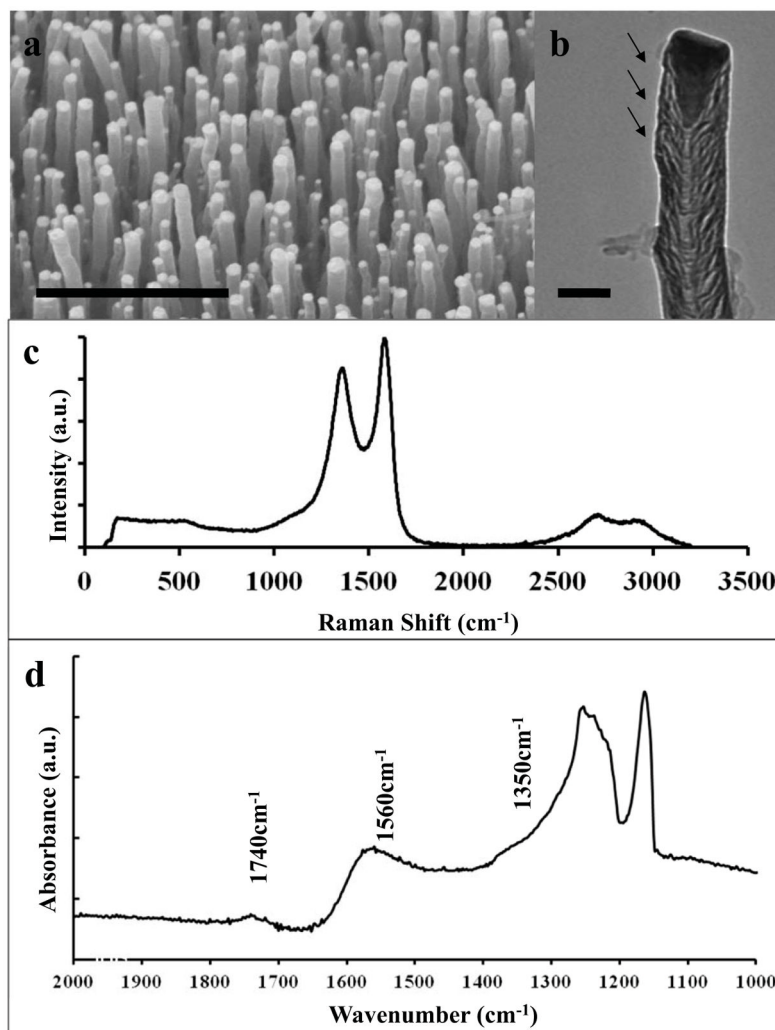 a
b
c
Intensity (a.u.)
0 500 1000 1500 2000 2500 3000 3500
Raman Shift (cm⁻¹)
d
Absorbance (a.u.)
1740cm⁻¹
1560cm⁻¹
1350cm⁻¹
2000 1900 1800 1700 1600 1500 1400 1300 1200 1100 1000
Wavenumber (cm⁻¹)